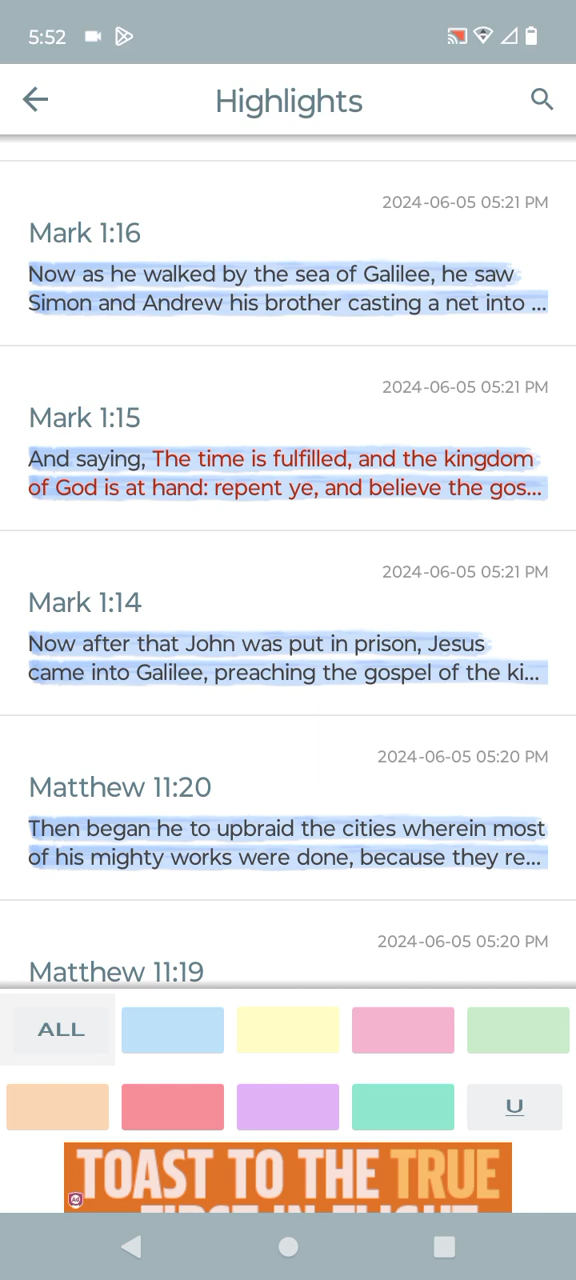 5:52
Highlights
2024-06-05 05:21 PM
Mark 1:16
Now as he walked by the sea of Galilee, he saw
Simon and Andrew his brother casting a net into ...
2024-06-05 05:21 PM
Mark 1:15
And saying, The time is fulfilled, and the kingdom
of God is at hand: repent ye, and believe the gos...
2024-06-05 05:21 PM
Mark 1:14
Now after that John was put in prison, Jesus
came into Galilee, preaching the gospel of the ki...
2024-06-05 05:20 PM
Matthew 11:20
Then began he to upbraid the cities wherein most
of his mighty works were done, because they re...
2024-06-05 05:20 PM
Matthew 11:19
ALL
U
TOAST TO THE TRUE
FIRST IN FLIGHT